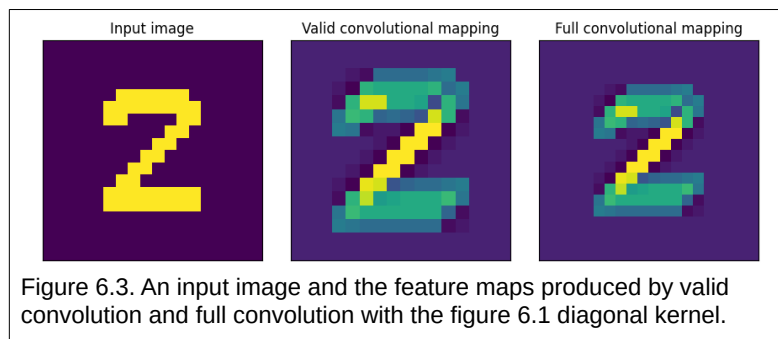 Input image
Valid convolutional mapping
Full convolutional mapping
Figure 6.3. An input image and the feature maps produced by valid
convolution and full convolution with the figure 6.1 diagonal kernel.